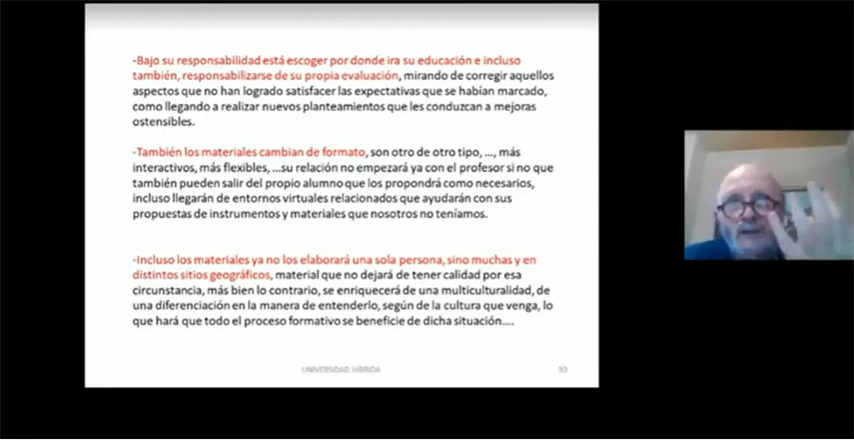 -Bajo su responsabilidad está escoger por donde ira su educación e incluso
también, responsabilizarse de su propia evaluación, mirando de corregir aquellos
aspectos que no han logrado satisfacer las expectativas que se habían marcado,
como llegando a realizar nuevos planteamientos que les conduzcan a mejoras
ostensibles.
-También los materiales cambian de formato, son otro de otro tipo, ..., más
interactivos, más flexibles, ...su relación no empezará ya con el profesor si no que
también pueden salir del propio alumno que los propondrá como necesarios,
incluso llegarán de entornos virtuales relacionados que ayudarán con sus
propuestas de instrumentos y materiales que nosotros no teníamos.
-Incluso los materiales ya no los elaborará una sola persona, sino muchas y en
distintos sitios geográficos, material que no dejará de tener calidad por esa
circunstancia, más bien lo contrario, se enriquecerá de una multiculturalidad, de
una diferenciación en la manera de entenderlo, según de la cultura que venga, lo
que hará que todo el proceso formativo se beneficie de dicha situación....
UNIVERSIDAD HÍBRIDA 30